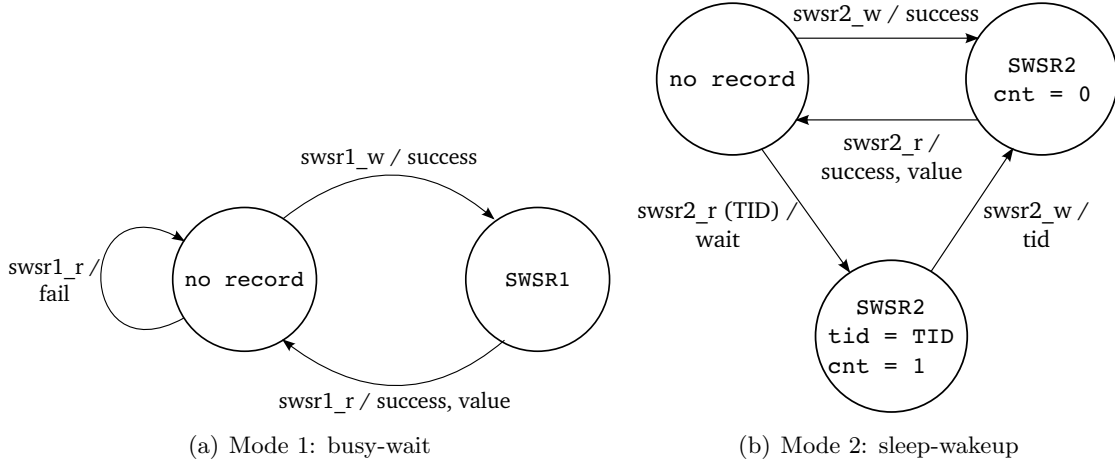 swsr1_w / success
swsr1_r /
fail
no record
SWSR1
swsr1_r / success, value
(a) Mode 1: busy-wait
swsr2_w / success
no record
SWSR2
cnt = 0
swsr2_r /
success, value
swsr2_r (TID) /
wait
swsr2_w /
tid
SWSR2
tid = TID
cnt = 1
(b) Mode 2: sleep-wakeup